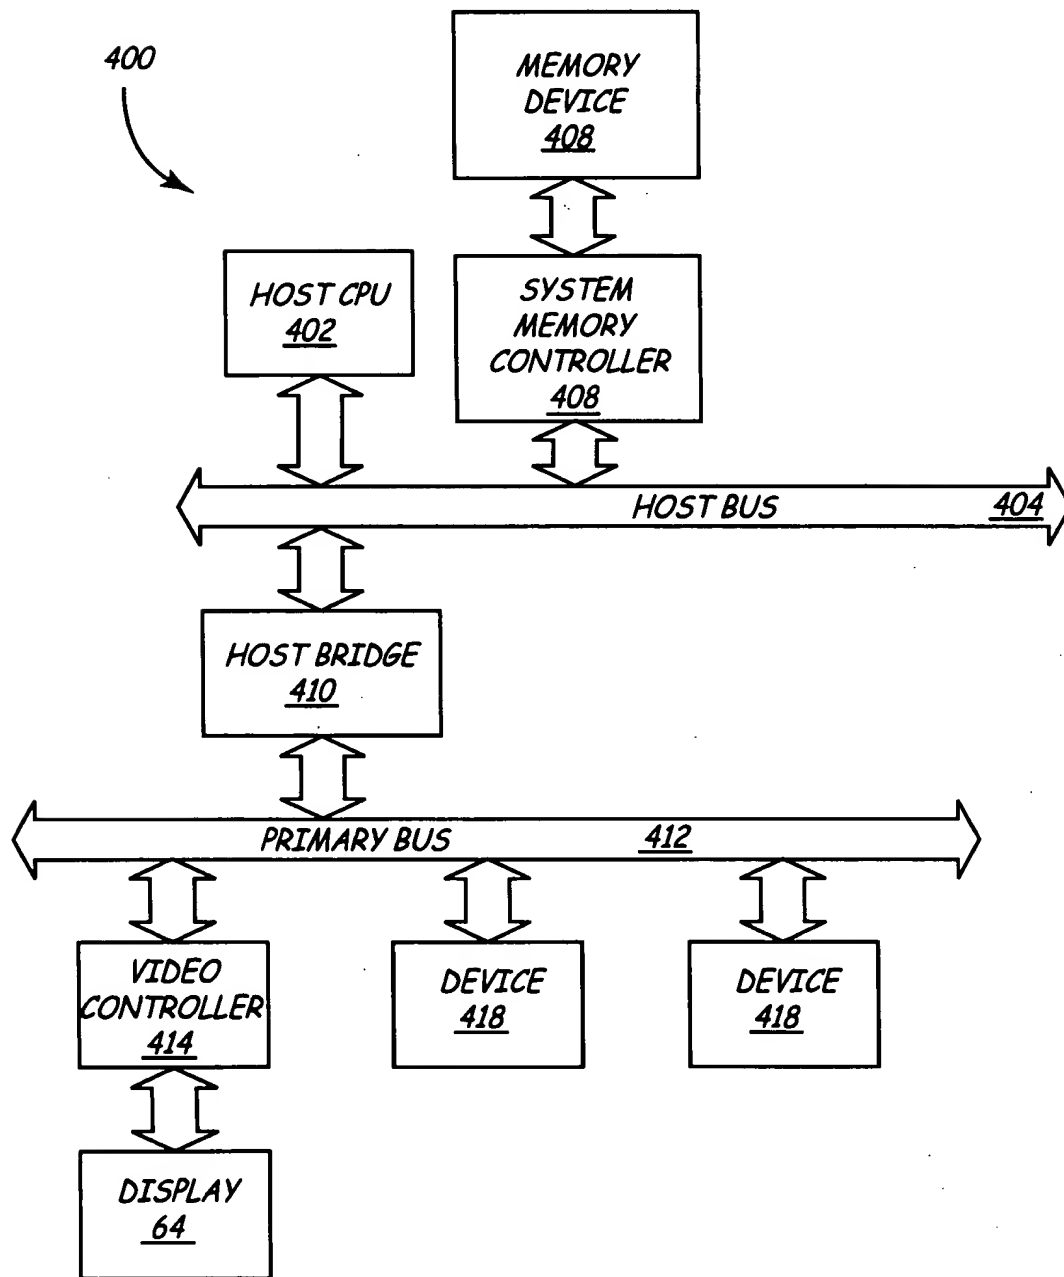 400
MEMORY
DEVICE
408
HOST CPU
402
SYSTEM
MEMORY
CONTROLLER
408
HOST BUS 404
HOST BRIDGE
410
PRIMARY BUS 412
VIDEO
CONTROLLER
414
DEVICE
418
DEVICE
418
DISPLAY
64